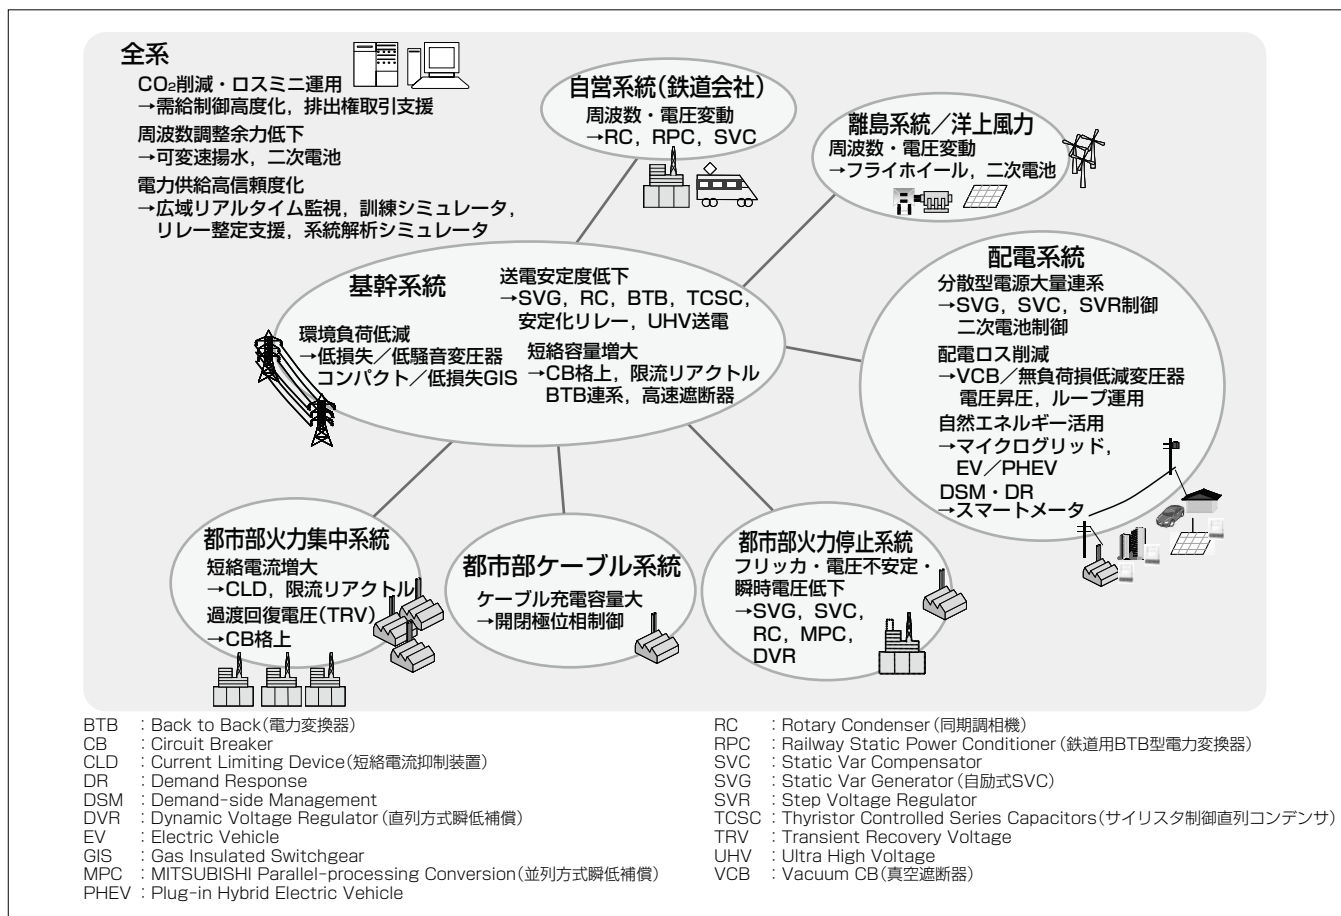 全系
CO₂削減・ロスミニ運用
→需給制御高度化，排出権取引支援
周波数調整余力低下
→可変速揚水，二次電池
電力供給高信頼度化
→広域リアルタイム監視，訓練シミュレータ，
リレー整定支援，系統解析シミュレータ
自営系統(鉄道会社)
周波数・電圧変動
→RC，RPC，SVC
離島系統／洋上風力
周波数・電圧変動
→フライホイール，二次電池
基幹系統
環境負荷低減
→低損失／低騒音変圧器
コンパクト／低損失GIS
送電安定度低下
→SVG，RC，BTB，TCSC，
安定化リレー，UHV送電
短絡容量増大
→CB格上，限流リアクトル
BTB連系，高速遮断器
配電系統
分散型電源大量連系
→SVG，SVC，SVR制御
二次電池制御
配電ロス削減
→VCB／無負荷損低減変圧器
電圧昇圧，ループ運用
自然エネルギー活用
→マイクログリッド，
EV／PHEV
DSM・DR
→スマートメータ
都市部火力集中系統
短絡電流増大
→CLD，限流リアクトル
過渡回復電圧(TRV)
→CB格上
都市部ケーブル系統
ケーブル充電容量大
→開閉極位相制御
都市部火力停止系統
フリッカ・電圧不安定・
瞬時電圧低下
→SVG，SVC，
RC，MPC，
DVR
BTB：Back to Back(電力変換器)
CB：Circuit Breaker
CLD：Current Limiting Device(短絡電流抑制装置)
DR：Demand Response
DSM：Demand-side Management
DVR：Dynamic Voltage Regulator(直列方式瞬低補償)
EV：Electric Vehicle
GIS：Gas Insulated Switchgear
MPC：MITSUBISHI Parallel-processing Conversion(並列方式瞬低補償)
PHEV：Plug-in Hybrid Electric Vehicle
RC：Rotary Condenser(同期調相機)
RPC：Railway Static Power Conditioner(鉄道用BTB型電力変換器)
SVC：Static Var Compensator
SVG：Static Var Generator(自励式SVC)
SVR：Step Voltage Regulator
TCSC：Thyristor Controlled Series Capacitors(サイリスタ制御直列コンデンサ)
TRV：Transient Recovery Voltage
UHV：Ultra High Voltage
VCB：Vacuum CB(真空遮断器)